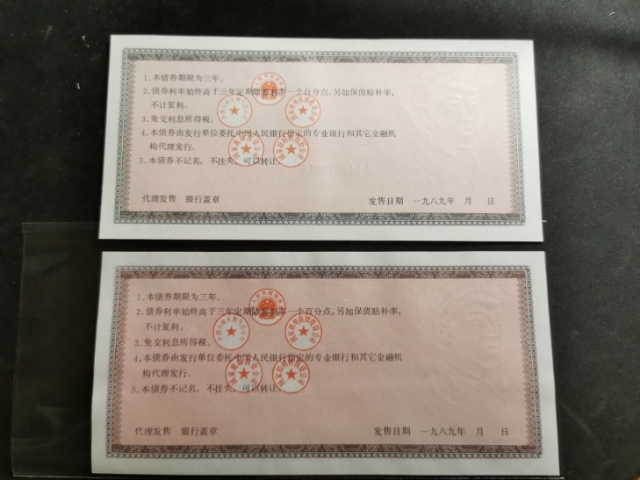 1. 本债券期限为三年。
2. 债券利率始终高于三年定期储蓄利率一个百分点，另加保值贴补率，
不计复利。
3. 免交利息所得税。
4. 本债券由发行单位委托中国人民银行指定的专业银行和其它金融机
构代理发行。
5. 本债券不记名，不挂失，可以转让。
代理发售 银行盖章
发售日期 一九八九年 月 日
1. 本债券期限为三年。
2. 债券利率始终高于三年定期储蓄利率一个百分点，另加保值贴补率，
不计复利。
3. 免交利息所得税。
4. 本债券由发行单位委托中国人民银行指定的专业银行和其它金融机
构代理发行。
5. 本债券不记名，不挂失，可以转让。
代理发售 银行盖章
发售日期 一九八九年 月 日